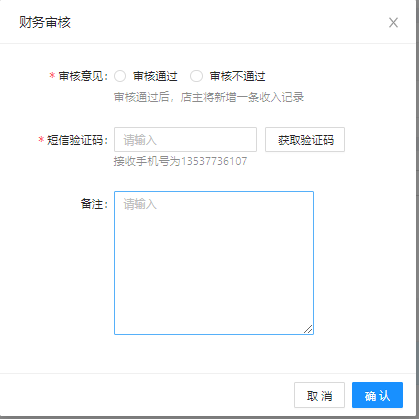 财务审核
* 审核意见: 审核通过 审核不通过
审核通过后，店主将新增一条收入记录
* 短信验证码: 请输入 获取验证码
接收手机号为13537736107
备注: 请输入
取 消 确 认